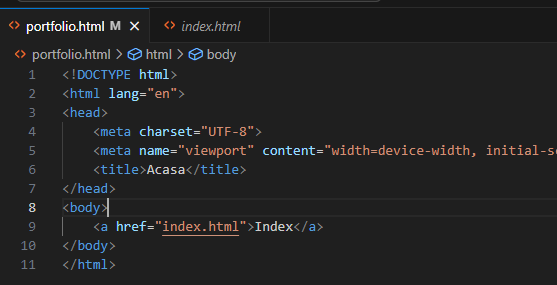 portfolio.html M index.html
portfolio.html > html > body
1 <!DOCTYPE html>
2 <html lang="en">
3 <head>
4 <meta charset="UTF-8">
5 <meta name="viewport" content="width=device-width, initial-
6 <title>Acasa</title>
7 </head>
8 <body>
9 <a href="index.html">Index</a>
10 </body>
11 </html>